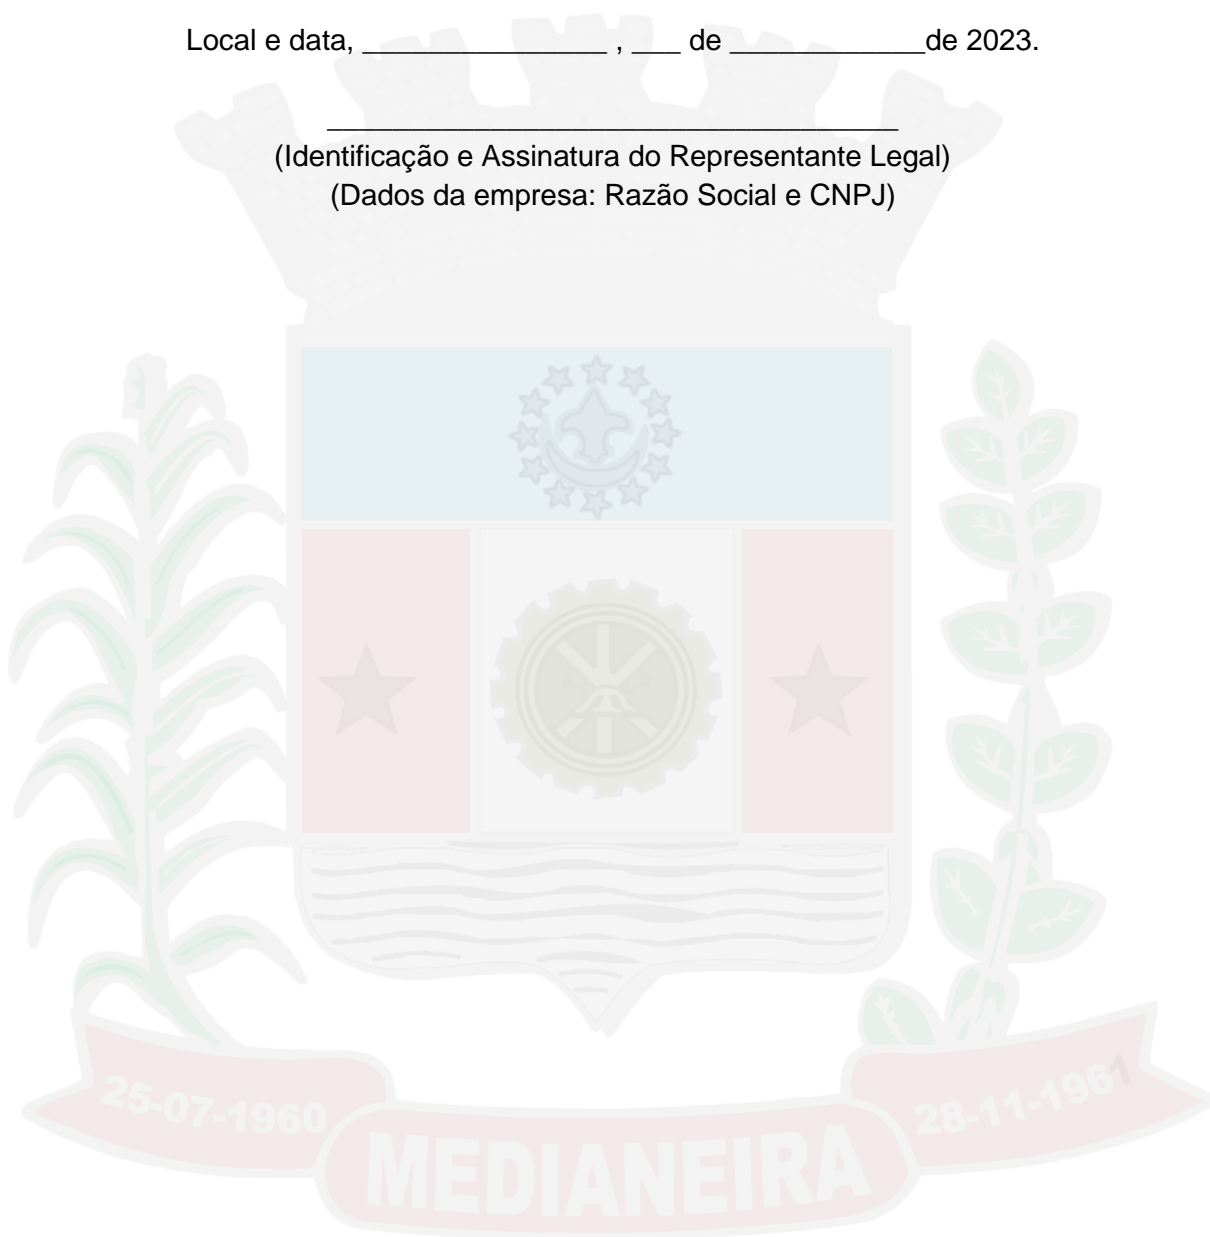 Local e data, _______________ , ___ de ____________de 2023.
___________________________________
(Identificação e Assinatura do Representante Legal)
(Dados da empresa: Razão Social e CNPJ)
25-07-1960
28-11-1961
MEDIANEIRA